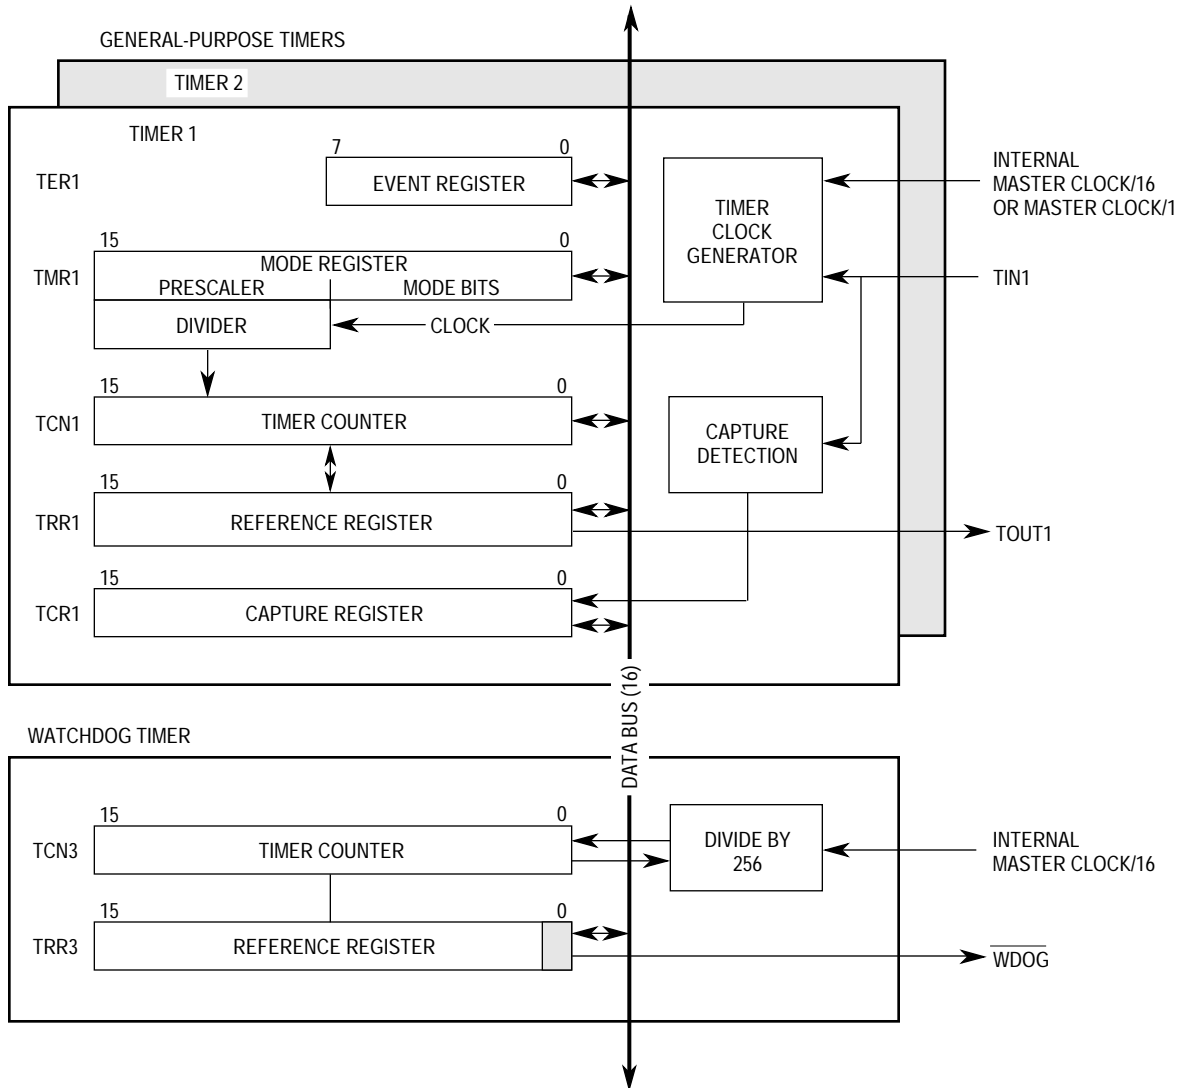 GENERAL-PURPOSE TIMERS
TIMER 2
TIMER 1
7 0
TER1
EVENT REGISTER
TIMER
CLOCK
GENERATOR
INTERNAL
MASTER CLOCK/16
OR MASTER CLOCK/1
15 0
TMR1
MODE REGISTER
PRESCALER
MODE BITS
TIN1
DIVIDER
CLOCK
15 0
TCN1
TIMER COUNTER
CAPTURE
DETECTION
15 0
TRR1
REFERENCE REGISTER
TOUT1
15 0
TCR1
CAPTURE REGISTER
DATA BUS (16)
WATCHDOG TIMER
15 0
TCN3
TIMER COUNTER
DIVIDE BY
256
INTERNAL
MASTER CLOCK/16
15 0
TRR3
REFERENCE REGISTER
WDOG